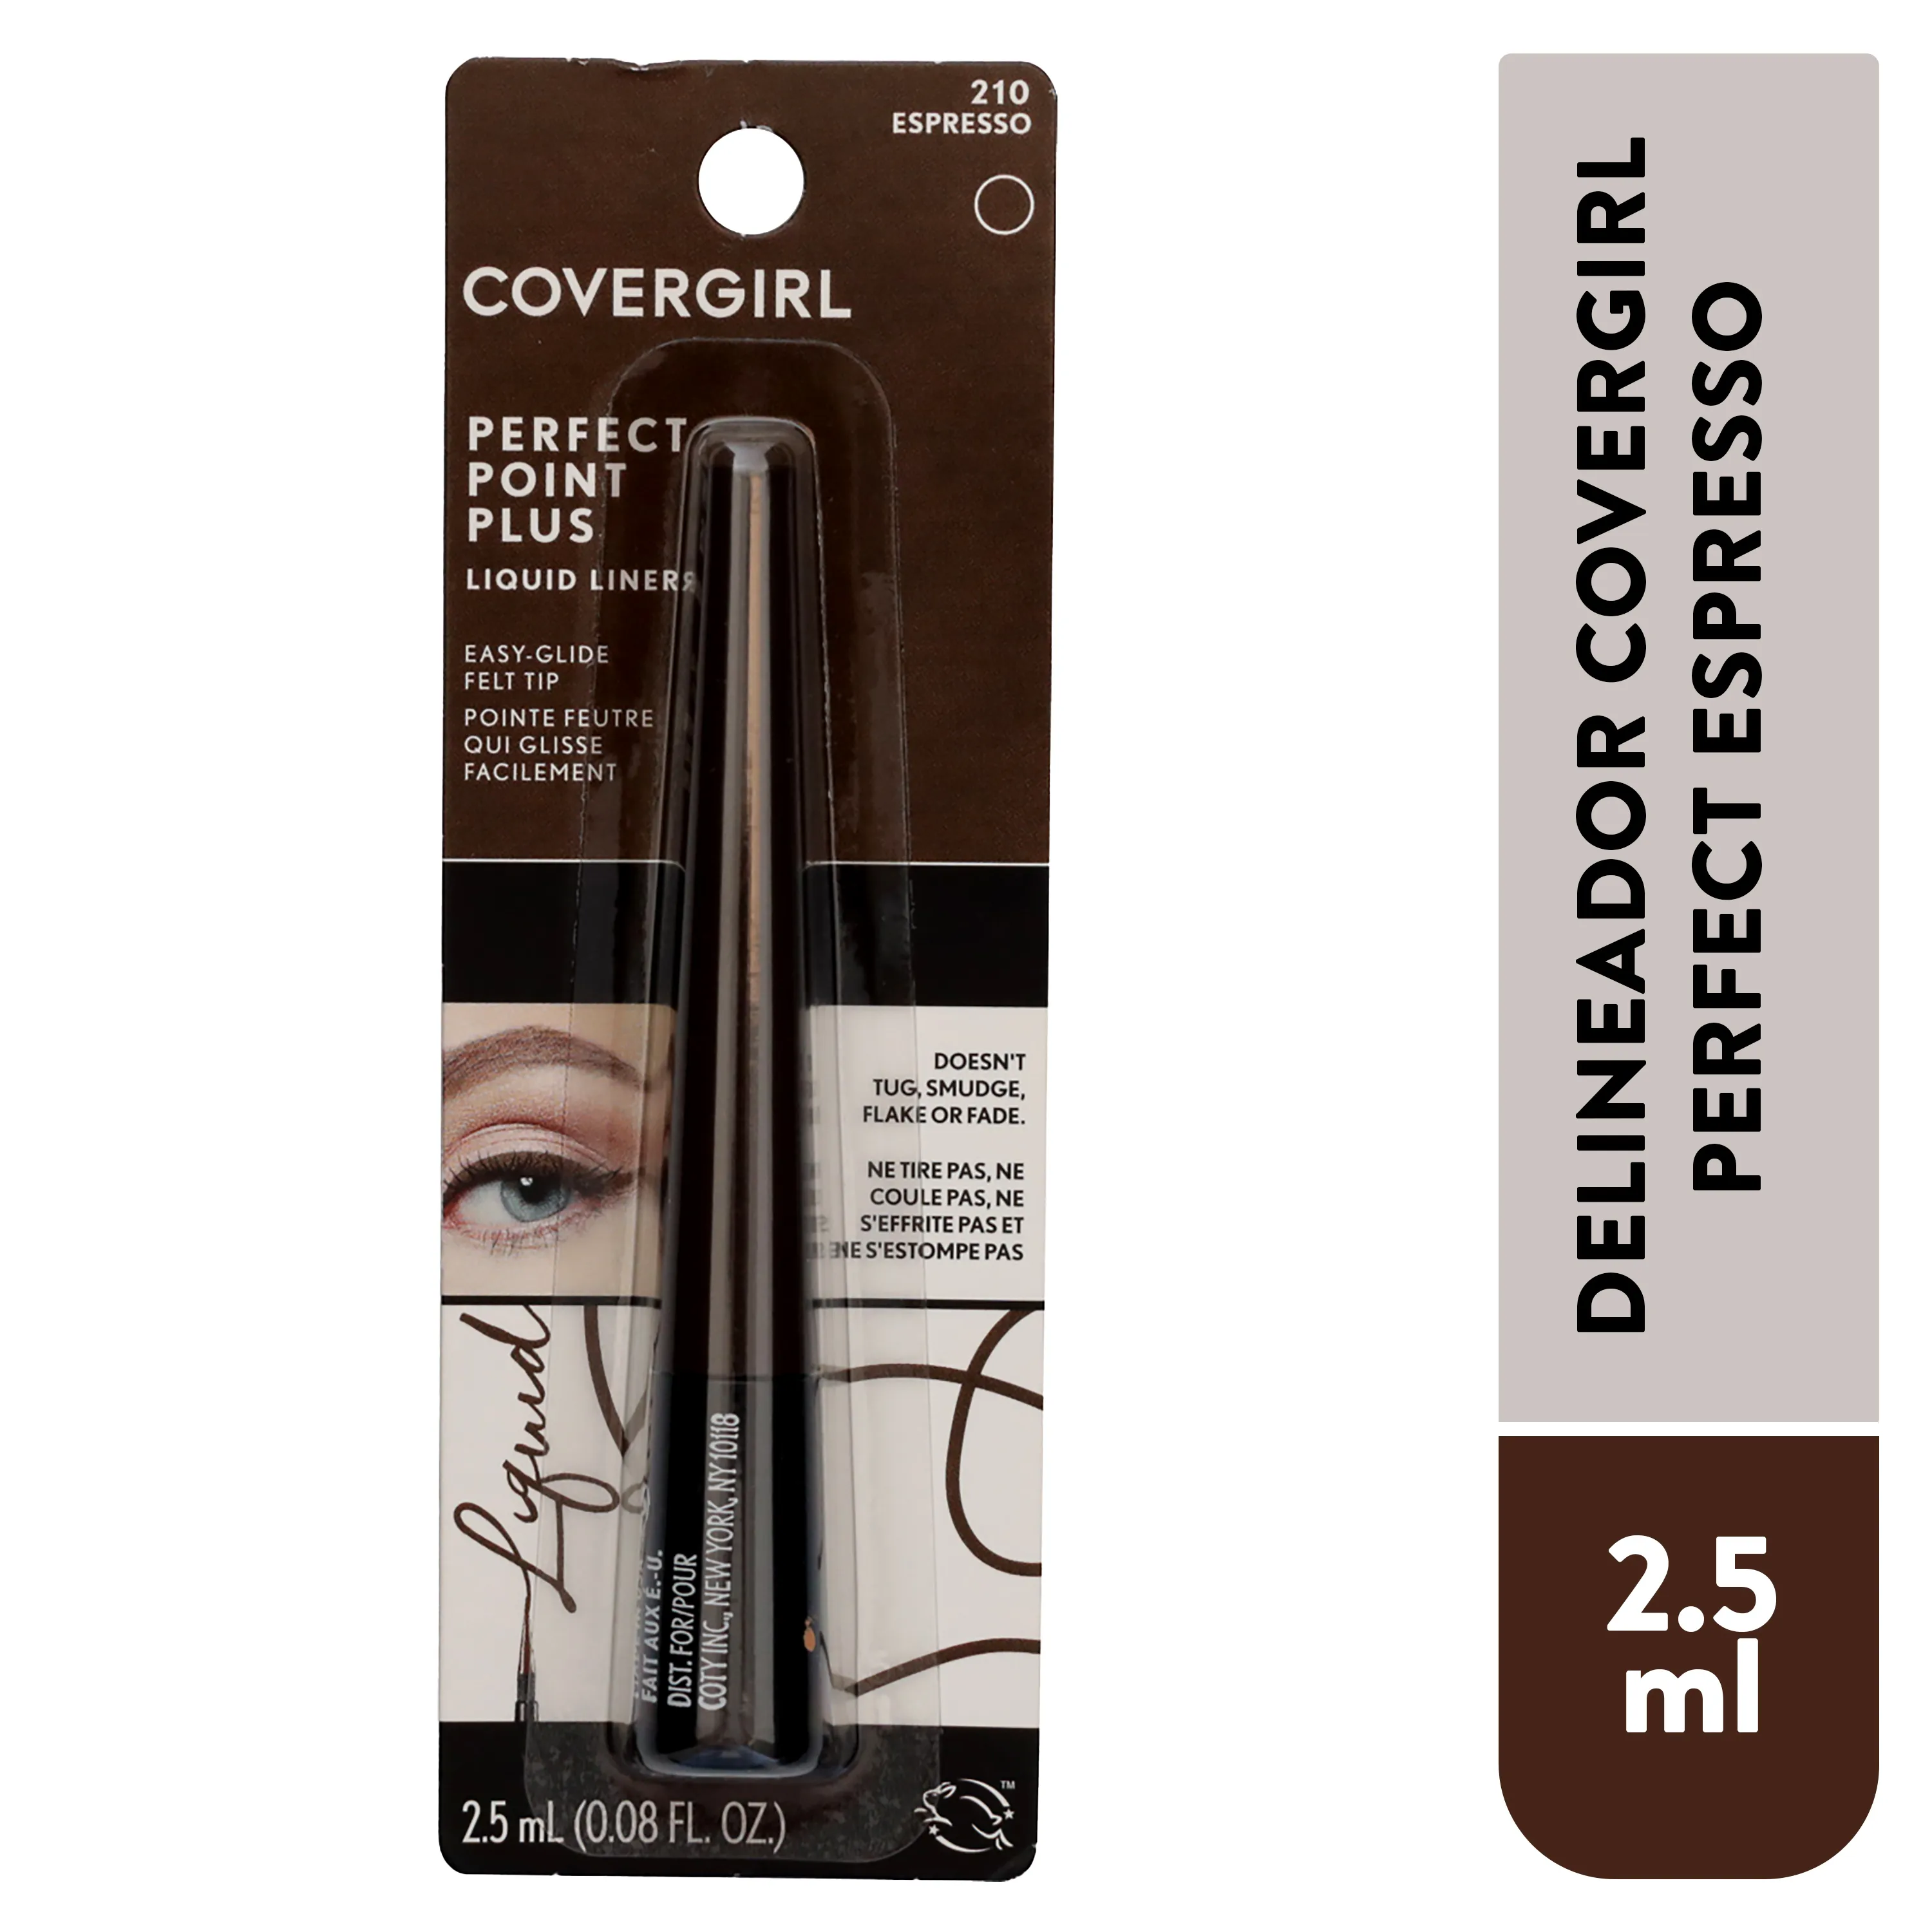 210
ESPRESSO
COVERGIRL
PERFECT
POINT
PLUS
LIQUID LINER
EASY-GLIDE
FELT TIP
POINTE FEUTRE
QUI GLISSE
FACILEMENT
DOESN'T
TUG, SMUDGE,
FLAKE OR FADE.
NE TIRE PAS, NE
COULE PAS, NE
S'EFFRITE PAS ET
NE S'ESTOMPE PAS
Liquid
FAIT AUX É.-U.
DIST. FOR/POUR
COTY INC., NEW YORK, NY 10118
2.5 mL (0.08 FL. OZ.)
TM
DELINEADOR COVERGIRL
PERFECT ESPRESSO
2.5
ml